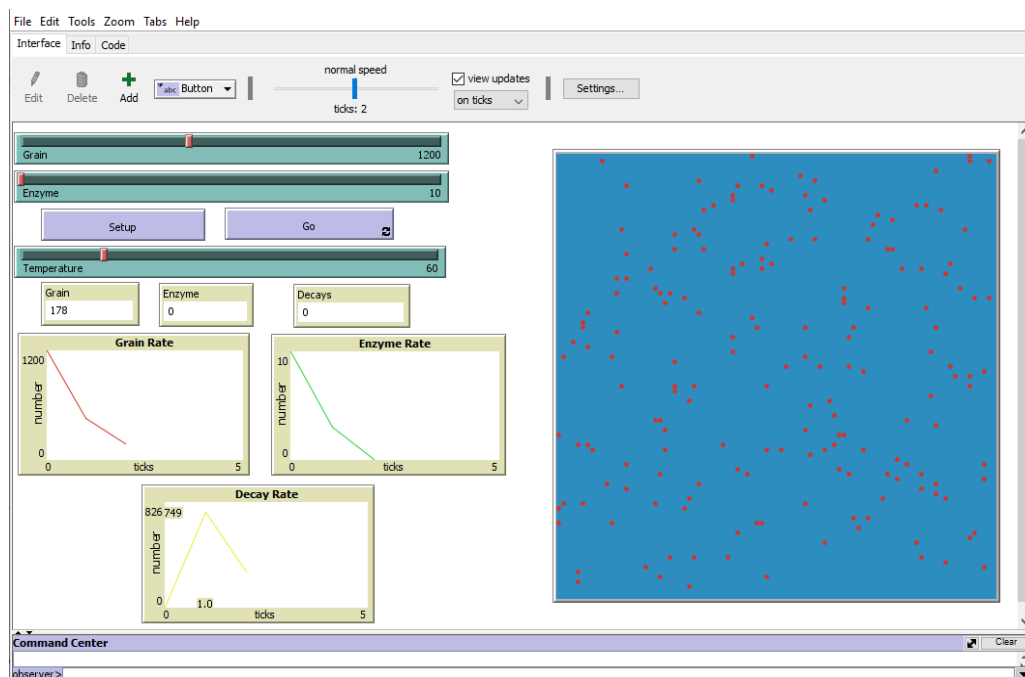 File Edit Tools Zoom Tabs Help
Interface Info Code
Edit Delete Add abc Button normal speed ticks: 2 view updates on ticks Settings...
Grain 1200
Enzyme 10
Setup Go
Temperature 60
Grain 178
Enzyme 0
Decays 0
Grain Rate
1200
number
0
0 ticks 5
Enzyme Rate
10
number
0
0 ticks 5
Decay Rate
826 749
number
0 1.0
0 ticks 5
Command Center Clear
observer>